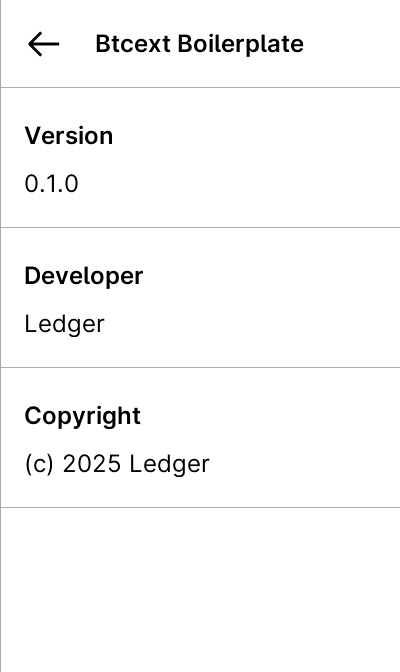 Btcext Boilerplate
Version
0.1.0
Developer
Ledger
Copyright
(c) 2025 Ledger